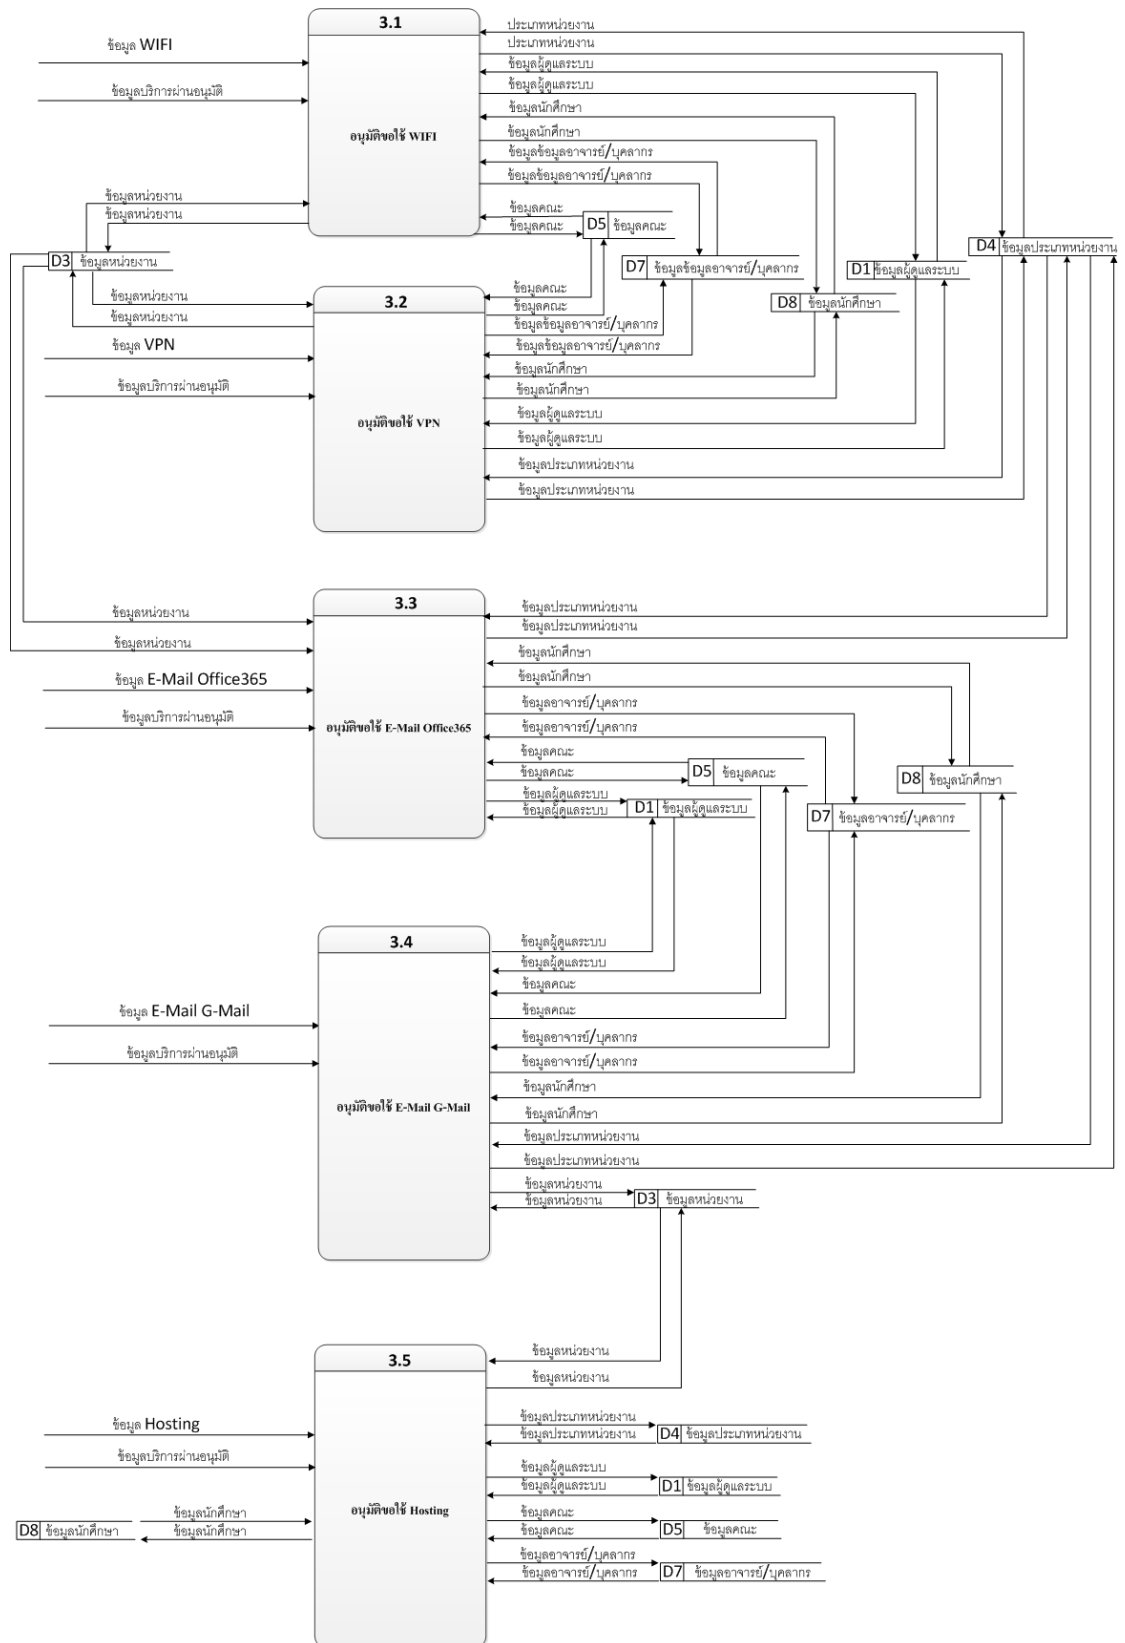 3.1
ข้อมูล WIFI
ข้อมูลบริการผ่านอนุมัติ
อนุมัติขอใช้ WIFI
ประเภทหน่วยงาน
ประเภทหน่วยงาน
ข้อมูลผู้ดูแลระบบ
ข้อมูลผู้ดูแลระบบ
ข้อมูลนักศึกษา
ข้อมูลนักศึกษา
ข้อมูลข้อมูลอาจารย์/บุคลากร
ข้อมูลข้อมูลอาจารย์/บุคลากร
ข้อมูลคณะ
ข้อมูลคณะ
ข้อมูลหน่วยงาน
ข้อมูลหน่วยงาน
D3 ข้อมูลหน่วยงาน
D5 ข้อมูลคณะ
D7 ข้อมูลข้อมูลอาจารย์/บุคลากร
D8 ข้อมูลนักศึกษา
D1 ข้อมูลผู้ดูแลระบบ
D4 ข้อมูลประเภทหน่วยงาน
3.2
ข้อมูลหน่วยงาน
ข้อมูลหน่วยงาน
ข้อมูล VPN
ข้อมูลบริการผ่านอนุมัติ
อนุมัติขอใช้ VPN
ข้อมูลคณะ
ข้อมูลคณะ
ข้อมูลข้อมูลอาจารย์/บุคลากร
ข้อมูลข้อมูลอาจารย์/บุคลากร
ข้อมูลนักศึกษา
ข้อมูลนักศึกษา
ข้อมูลผู้ดูแลระบบ
ข้อมูลผู้ดูแลระบบ
ข้อมูลประเภทหน่วยงาน
ข้อมูลประเภทหน่วยงาน
3.3
ข้อมูลหน่วยงาน
ข้อมูลหน่วยงาน
ข้อมูล E-Mail Office365
ข้อมูลบริการผ่านอนุมัติ
อนุมัติขอใช้ E-Mail Office365
ข้อมูลประเภทหน่วยงาน
ข้อมูลประเภทหน่วยงาน
ข้อมูลนักศึกษา
ข้อมูลนักศึกษา
ข้อมูลอาจารย์/บุคลากร
ข้อมูลอาจารย์/บุคลากร
ข้อมูลคณะ
ข้อมูลคณะ
ข้อมูลผู้ดูแลระบบ
ข้อมูลผู้ดูแลระบบ
D5 ข้อมูลคณะ
D1 ข้อมูลผู้ดูแลระบบ
D8 ข้อมูลนักศึกษา
D7 ข้อมูลอาจารย์/บุคลากร
3.4
ข้อมูล E-Mail G-Mail
ข้อมูลบริการผ่านอนุมัติ
อนุมัติขอใช้ E-Mail G-Mail
ข้อมูลผู้ดูแลระบบ
ข้อมูลผู้ดูแลระบบ
ข้อมูลคณะ
ข้อมูลคณะ
ข้อมูลอาจารย์/บุคลากร
ข้อมูลอาจารย์/บุคลากร
ข้อมูลนักศึกษา
ข้อมูลนักศึกษา
ข้อมูลประเภทหน่วยงาน
ข้อมูลประเภทหน่วยงาน
ข้อมูลหน่วยงาน
ข้อมูลหน่วยงาน
D3 ข้อมูลหน่วยงาน
3.5
ข้อมูล Hosting
ข้อมูลบริการผ่านอนุมัติ
อนุมัติขอใช้ Hosting
ข้อมูลนักศึกษา
ข้อมูลนักศึกษา
D8 ข้อมูลนักศึกษา
ข้อมูลหน่วยงาน
ข้อมูลหน่วยงาน
ข้อมูลประเภทหน่วยงาน
ข้อมูลประเภทหน่วยงาน
D4 ข้อมูลประเภทหน่วยงาน
ข้อมูลผู้ดูแลระบบ
ข้อมูลผู้ดูแลระบบ
D1 ข้อมูลผู้ดูแลระบบ
ข้อมูลคณะ
ข้อมูลคณะ
D5 ข้อมูลคณะ
ข้อมูลอาจารย์/บุคลากร
ข้อมูลอาจารย์/บุคลากร
D7 ข้อมูลอาจารย์/บุคลากร